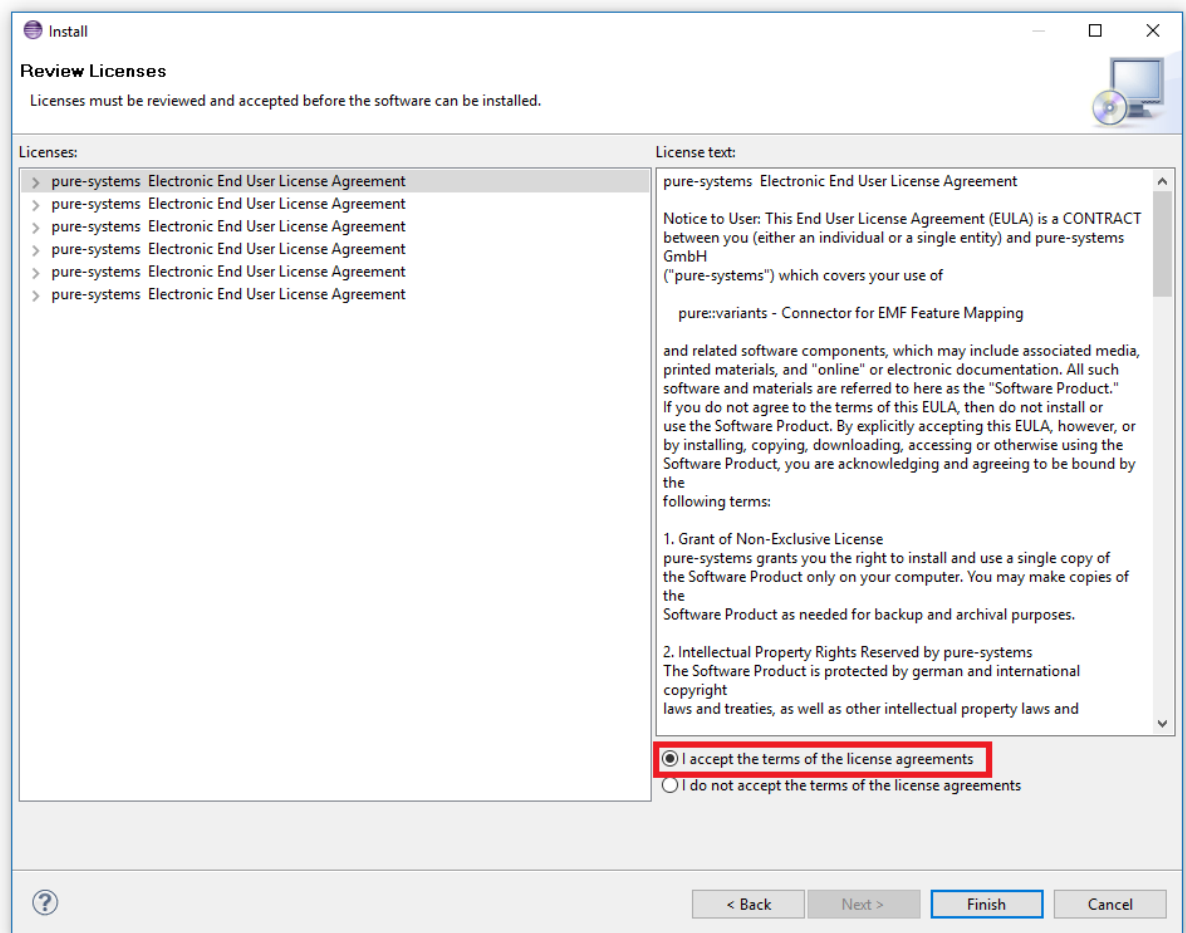 Install
Review Licenses
Licenses must be reviewed and accepted before the software can be installed.
Licenses:
pure-systems  Electronic End User License Agreement
pure-systems  Electronic End User License Agreement
pure-systems  Electronic End User License Agreement
pure-systems  Electronic End User License Agreement
pure-systems  Electronic End User License Agreement
pure-systems  Electronic End User License Agreement
License text:
pure-systems  Electronic End User License Agreement
Notice to User: This End User License Agreement (EULA) is a CONTRACT
between you (either an individual or a single entity) and pure-systems
GmbH
("pure-systems") which covers your use of
pure::variants - Connector for EMF Feature Mapping
and related software components, which may include associated media,
printed materials, and "online" or electronic documentation. All such
software and materials are referred to here as the "Software Product."
If you do not agree to the terms of this EULA, then do not install or
use the Software Product. By explicitly accepting this EULA, however, or
by installing, copying, downloading, accessing or otherwise using the
Software Product, you are acknowledging and agreeing to be bound by
the
following terms:
1. Grant of Non-Exclusive License
pure-systems grants you the right to install and use a single copy of
the Software Product only on your computer. You may make copies of
the
Software Product as needed for backup and archival purposes.
2. Intellectual Property Rights Reserved by pure-systems
The Software Product is protected by german and international
copyright
laws and treaties, as well as other intellectual property laws and
I accept the terms of the license agreements
I do not accept the terms of the license agreements
?
< Back
Next >
Finish
Cancel